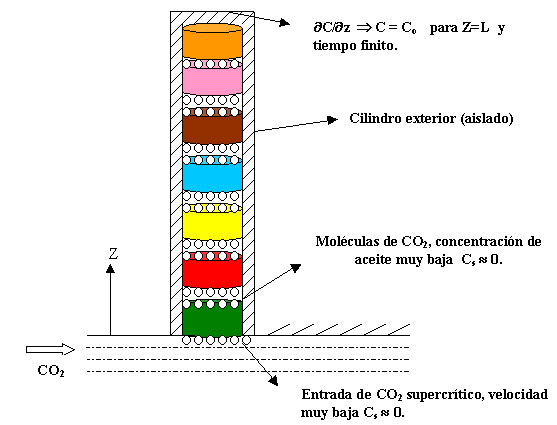 ∂C/∂z ⇒ C = Co para Z=L y
tiempo finito.
Cilindro exterior (aislado)
Moléculas de CO2, concentración de
aceite muy baja Cs ≈ 0.
Z
CO2
Entrada de CO2 supercrítico, velocidad
muy baja Cs ≈ 0.